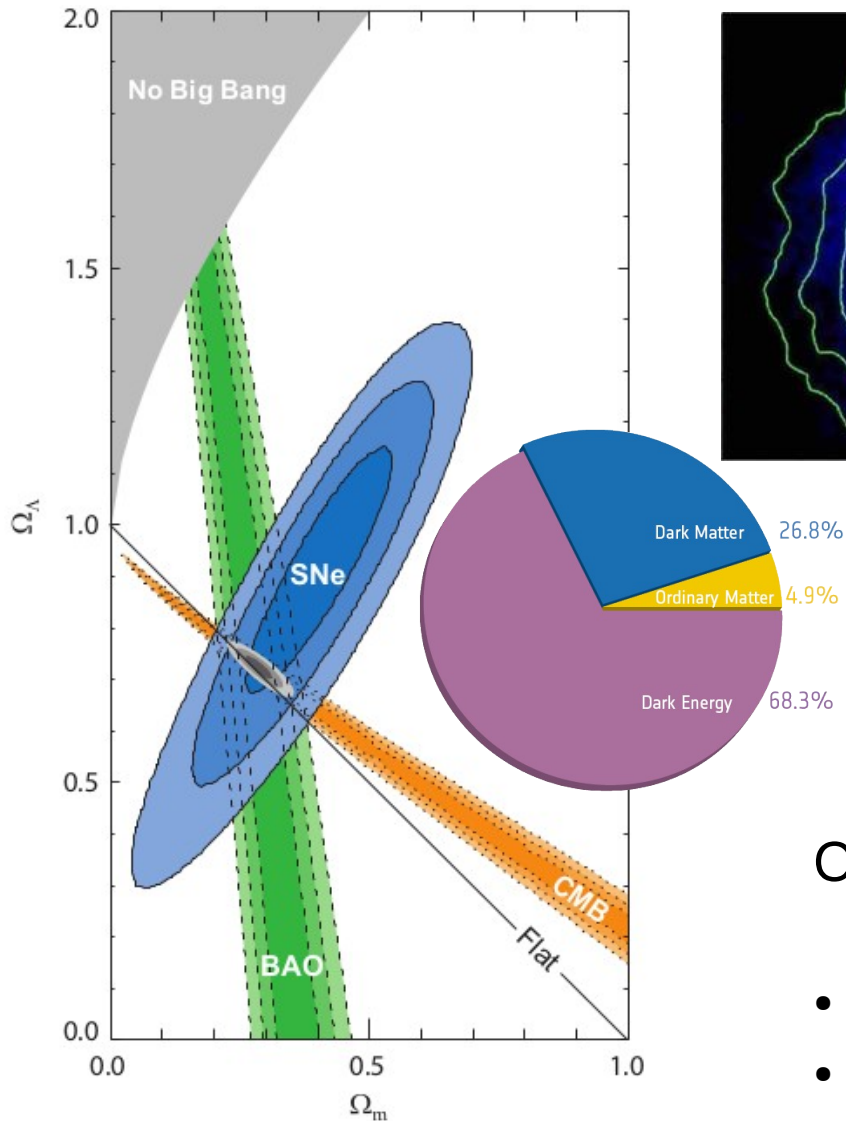 2.0
No Big Bang
1.5
1.0
Ω_Λ
SNe
Dark Matter 26.8%
Ordinary Matter 4.9%
Dark Energy 68.3%
0.5
CMB
Flat
BAO
0.0
0.0 0.5 1.0
Ω_m
•
•